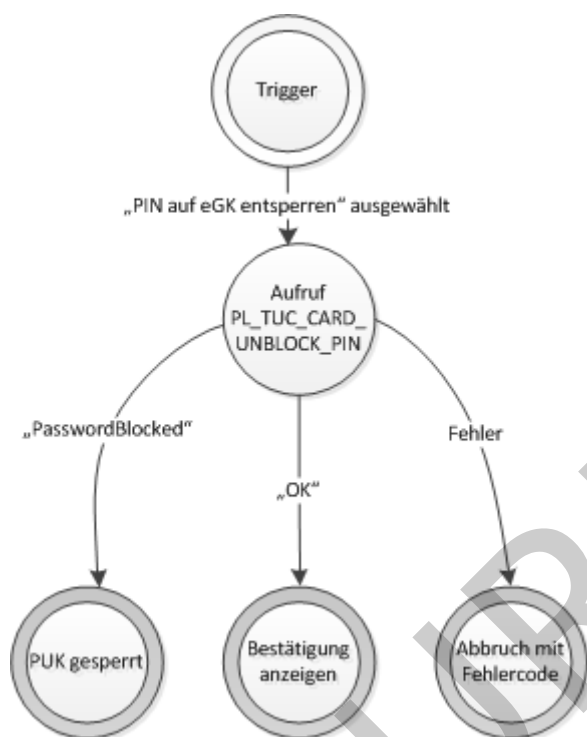 Trigger
„PIN auf eGK entsperren“ ausgewählt
Aufruf
PL_TUC_CARD_
UNBLOCK_PIN
„PasswordBlocked“
Fehler
„OK“
PUK gesperrt
Bestätigung
anzeigen
Abbruch mit
Fehlercode